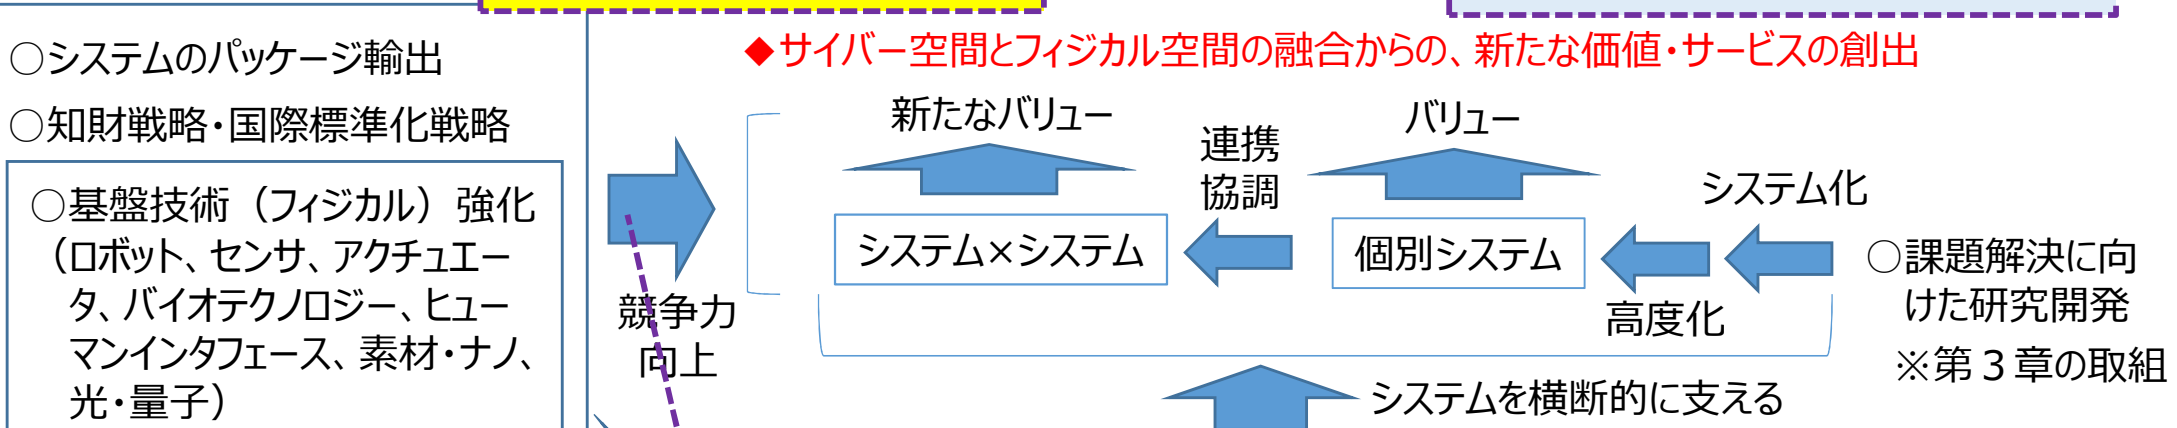 ○システムのパッケージ輸出
○知財戦略・国際標準化戦略
○基盤技術（フィジカル）強化
（ロボット、センサ、アクチュエー
タ、バイオテクノロジー、ヒュー
マンインタフェース、素材・ナノ、
光・量子）
競争力
向上
◆サイバー空間とフィジカル空間の融合からの、新たな価値・サービスの創出
新たなバリュー
連携
協調
バリュー
システム化
システム×システム
個別システム
高度化
○課題解決に向
けた研究開発
※第３章の取組
システムを横断的に支える